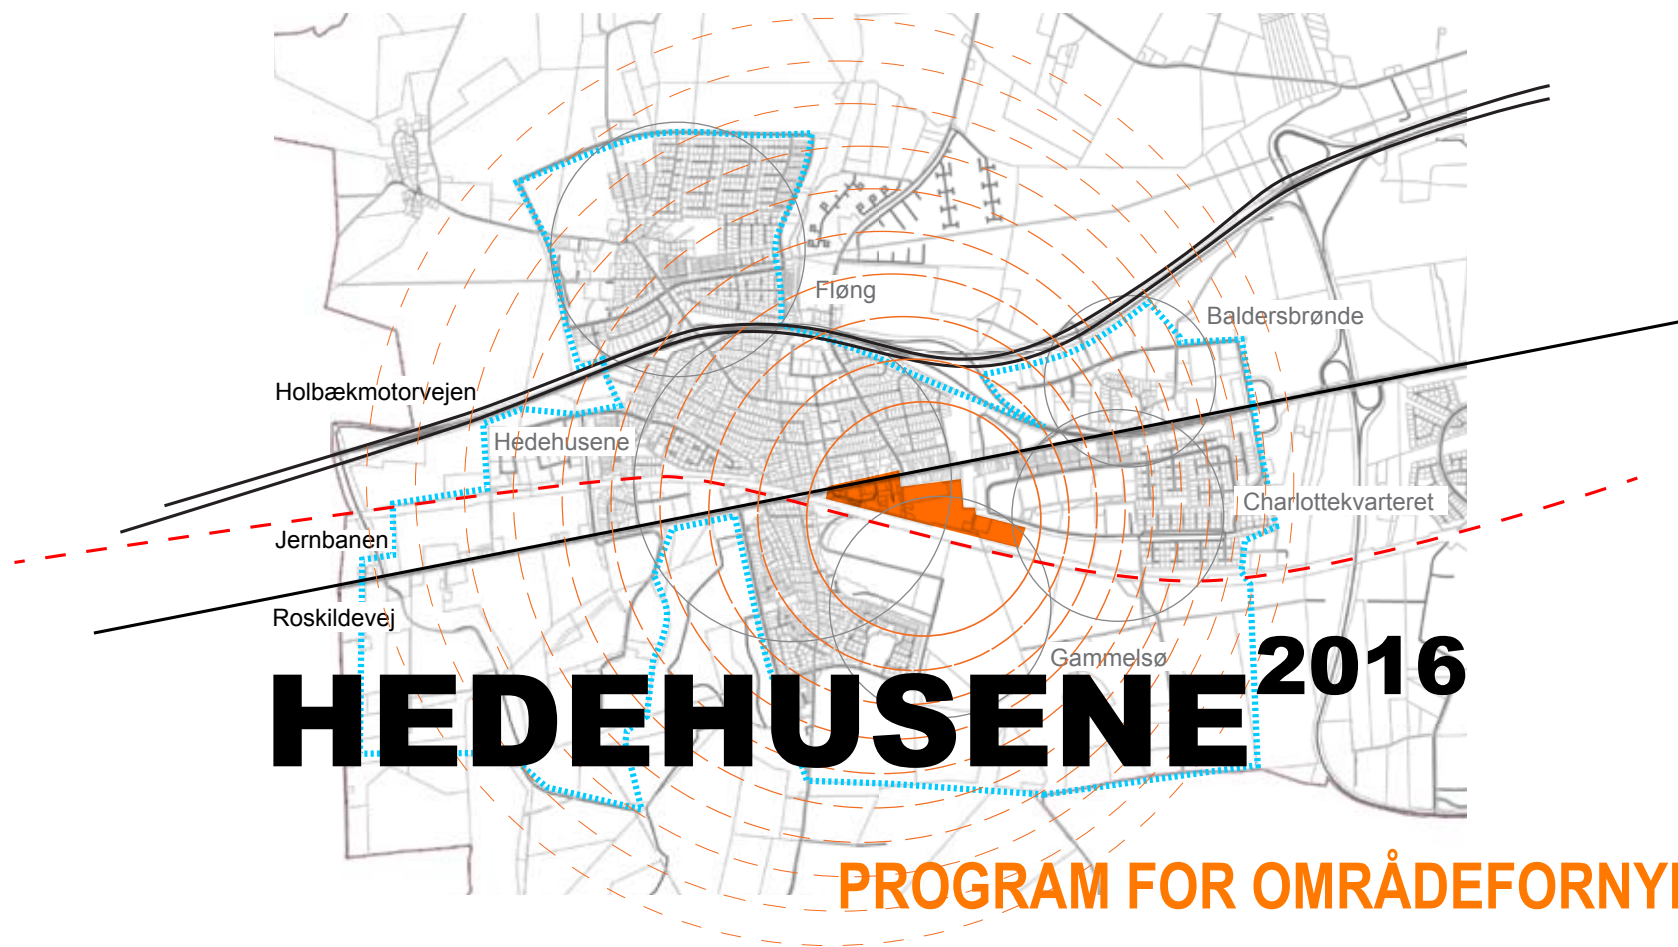 Fløng
Baldersbrønde
Holbækmotorvejen
Hedehusene
Charlottekvarteret
Jernbanen
Roskildevej
Gammelsø
HEDEHUSENE 2016
PROGRAM FOR OMRÅDEFORNY